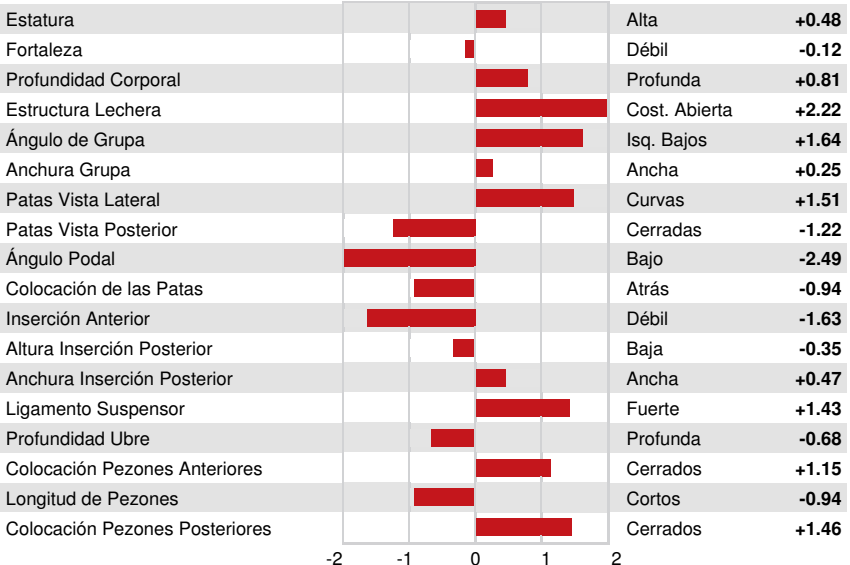 Estatura Alta +0.48
Fortaleza Débil -0.12
Profundidad Corporal Profunda +0.81
Estructura Lechera Cost. Abierta +2.22
Ángulo de Grupa Isq. Bajos +1.64
Anchura Grupa Ancha +0.25
Patas Vista Lateral Curvas +1.51
Patas Vista Posterior Cerradas -1.22
Ángulo Podal Bajo -2.49
Colocación de las Patas Atrás -0.94
Inserción Anterior Débil -1.63
Altura Inserción Posterior Baja -0.35
Anchura Inserción Posterior Ancha +0.47
Ligamento Suspensor Fuerte +1.43
Profundidad Ubre Profunda -0.68
Colocación Pezones Anteriores Cerrados +1.15
Longitud de Pezones Cortos -0.94
Colocación Pezones Posteriores Cerrados +1.46
-2 -1 0 1 2